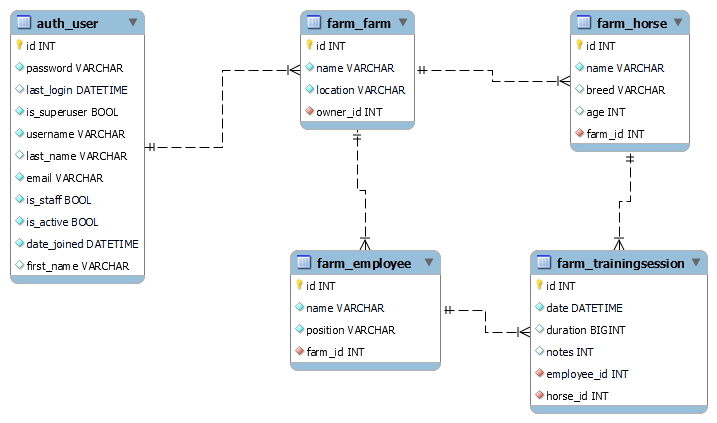 auth_user
id INT
password VARCHAR
last_login DATETIME
is_superuser BOOL
username VARCHAR
last_name VARCHAR
email VARCHAR
is_staff BOOL
is_active BOOL
date_joined DATETIME
first_name VARCHAR
farm_farm
id INT
name VARCHAR
location VARCHAR
owner_id INT
farm_horse
id INT
name VARCHAR
breed VARCHAR
age INT
farm_id INT
farm_employee
id INT
name VARCHAR
position VARCHAR
farm_id INT
farm_trainingsession
id INT
date DATETIME
duration BIGINT
notes INT
employee_id INT
horse_id INT